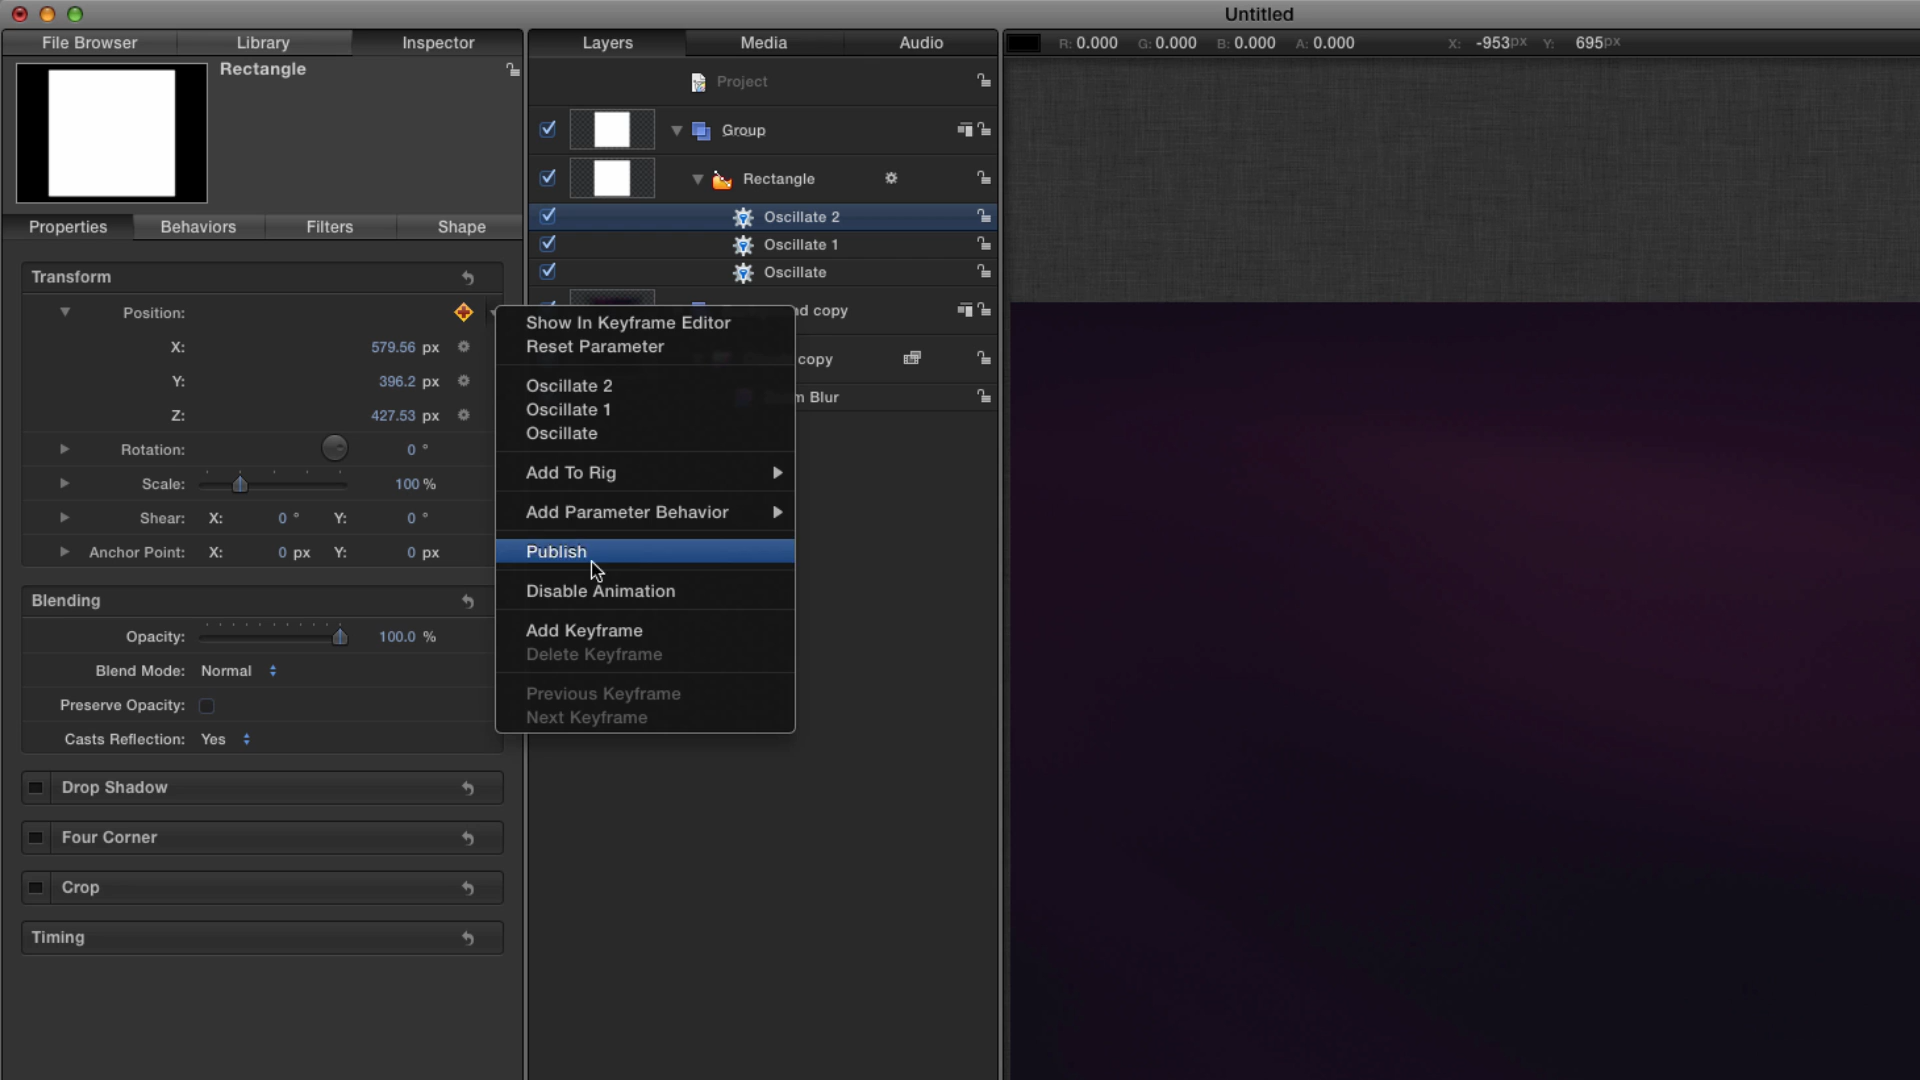 Untitled
File Browser
Library
Inspector
Layers
Media
Audio
R: 0.000 G: 0.000 B: 0.000 A: 0.000
X: -953px Y: 695px
Rectangle
Project
Group
Rectangle
Oscillate 2
Oscillate 1
Oscillate
copy
copy
Blur
Properties
Behaviors
Filters
Shape
Transform
Position:
X: 579.56 px
Y: 396.2 px
Z: 427.53 px
Rotation: 0 °
Scale: 100 %
Shear: X: 0 ° Y: 0 °
Anchor Point: X: 0 px Y: 0 px
Blending
Opacity: 100.0 %
Blend Mode: Normal
Preserve Opacity:
Casts Reflection: Yes
Drop Shadow
Four Corner
Crop
Timing
Show In Keyframe Editor
Reset Parameter
Oscillate 2
Oscillate 1
Oscillate
Add To Rig
Add Parameter Behavior
Publish
Disable Animation
Add Keyframe
Delete Keyframe
Previous Keyframe
Next Keyframe